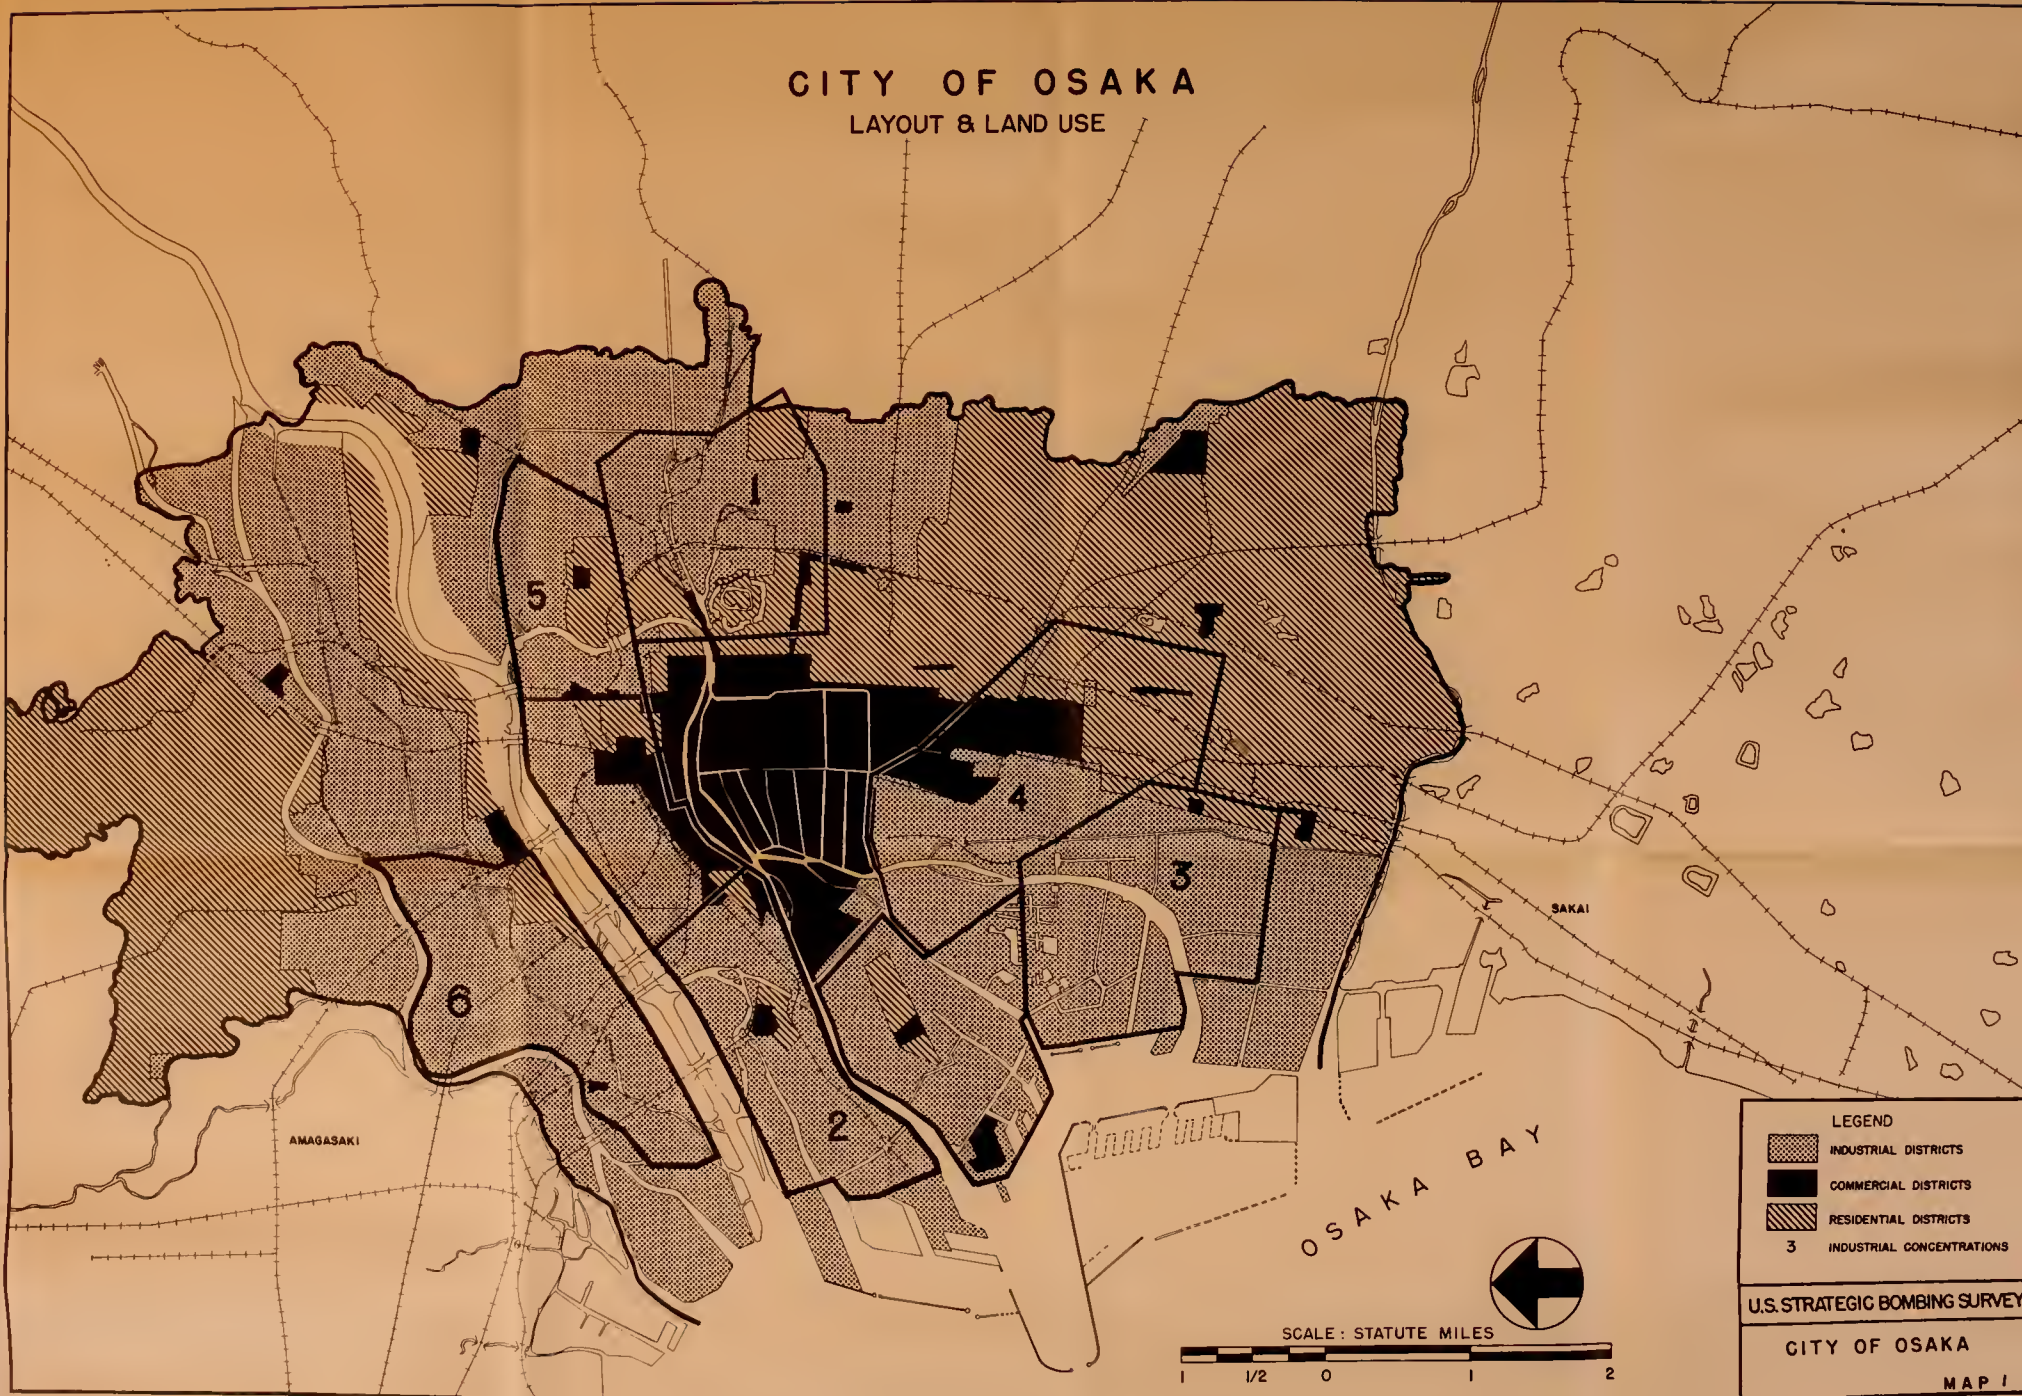 CITY OF OSAKA
LAYOUT & LAND USE
1
5
4
3
SAKAI
6
2
AMAGASAKI
OSAKA BAY
LEGEND
INDUSTRIAL DISTRICTS
COMMERCIAL DISTRICTS
RESIDENTIAL DISTRICTS
3 INDUSTRIAL CONCENTRATIONS
U.S. STRATEGIC BOMBING SURVEY
CITY OF OSAKA
MAP 1
SCALE: STATUTE MILES
1 1/2 0 1 2